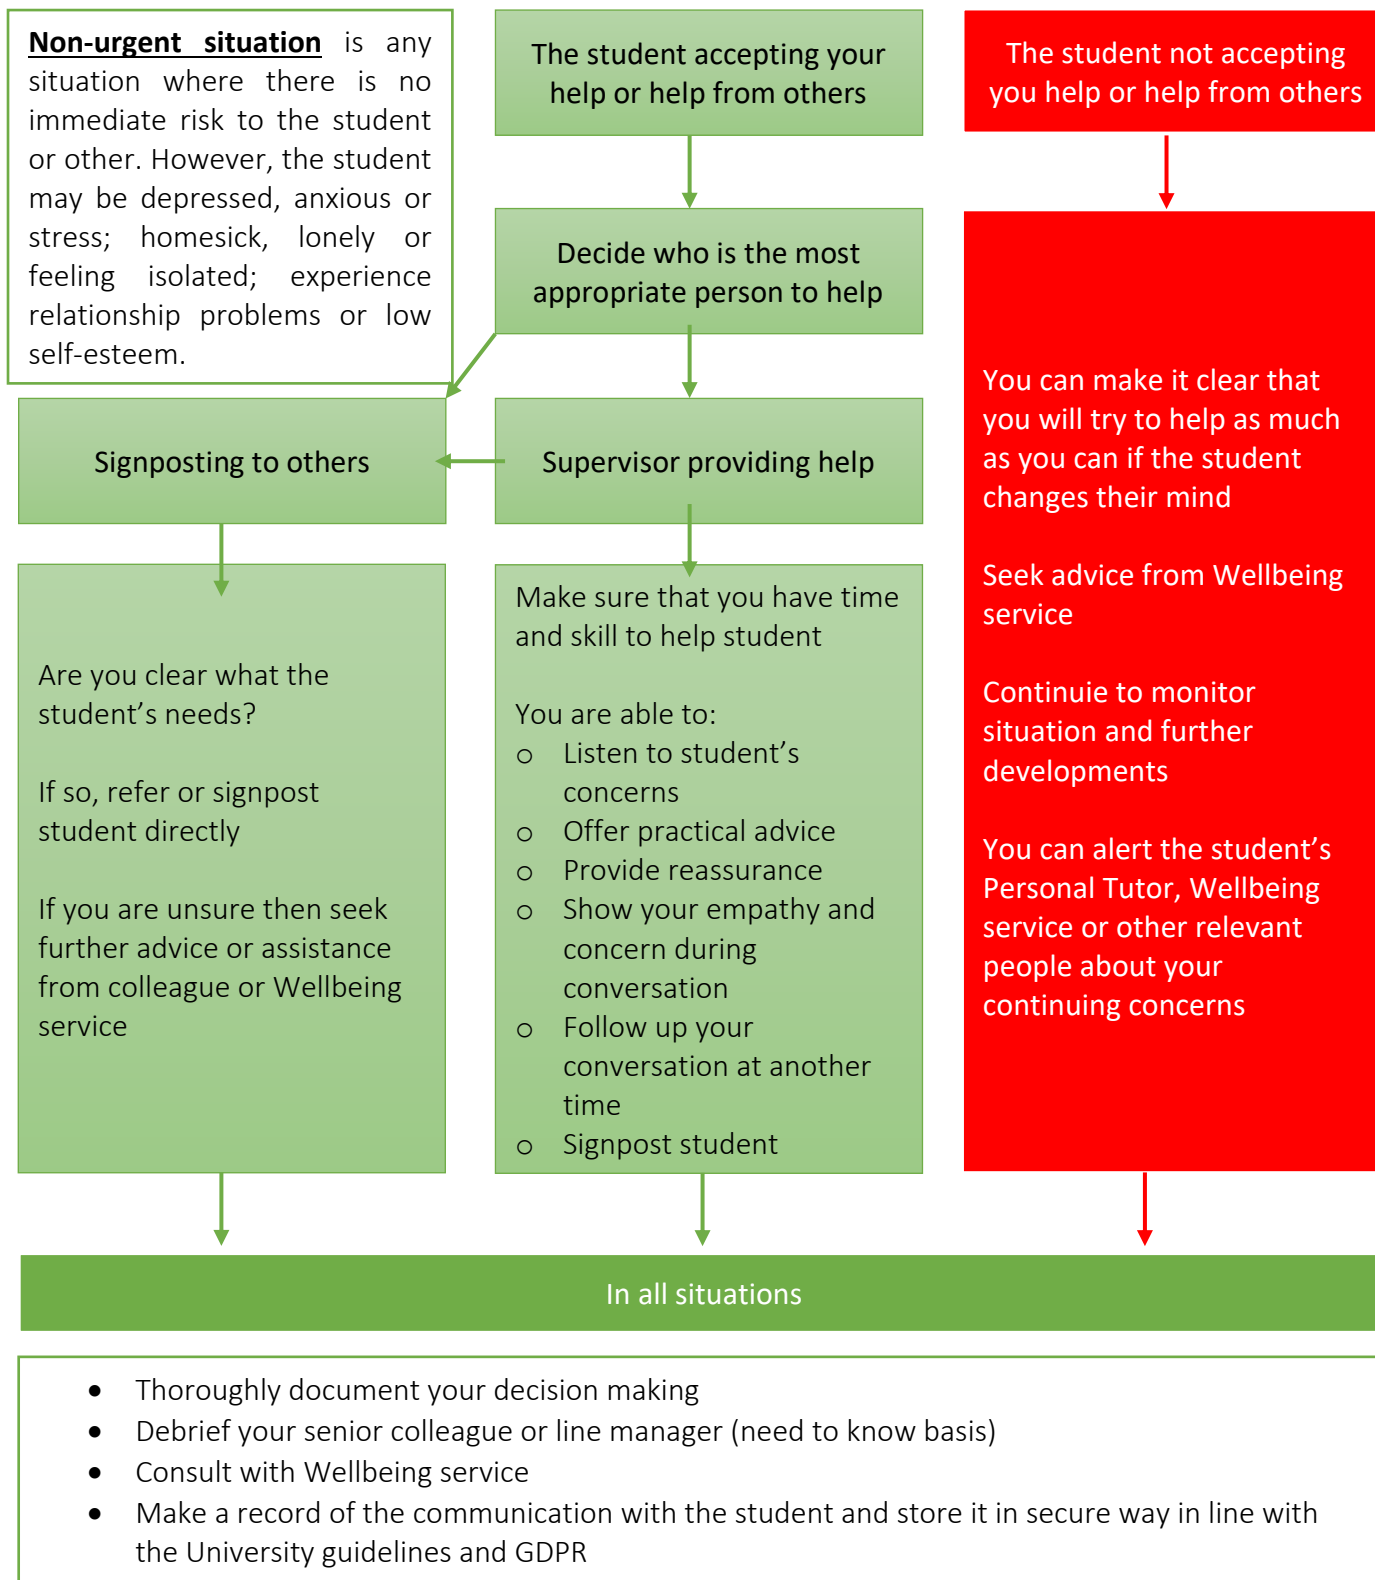 Non-urgent situation is any
situation where there is no
immediate risk to the student
or other. However, the student
may be depressed, anxious or
stress; homesick, lonely or
feeling isolated; experience
relationship problems or low
self-esteem.
The student accepting your
help or help from others
The student not accepting
you help or help from others
Decide who is the most
appropriate person to help
Signposting to others
Supervisor providing help
You can make it clear that
you will try to help as much
as you can if the student
changes their mind
Seek advice from Wellbeing
service
Continuie to monitor
situation and further
developments
You can alert the student’s
Personal Tutor, Wellbeing
service or other relevant
people about your
continuing concerns
Are you clear what the
student’s needs?
If so, refer or signpost
student directly
If you are unsure then seek
further advice or assistance
from colleague or Wellbeing
service
Make sure that you have time
and skill to help student
You are able to:
o Listen to student’s
concerns
o Offer practical advice
o Provide reassurance
o Show your empathy and
concern during
conversation
o Follow up your
conversation at another
time
o Signpost student
In all situations
• Thoroughly document your decision making
• Debrief your senior colleague or line manager (need to know basis)
• Consult with Wellbeing service
• Make a record of the communication with the student and store it in secure way in line with
the University guidelines and GDPR